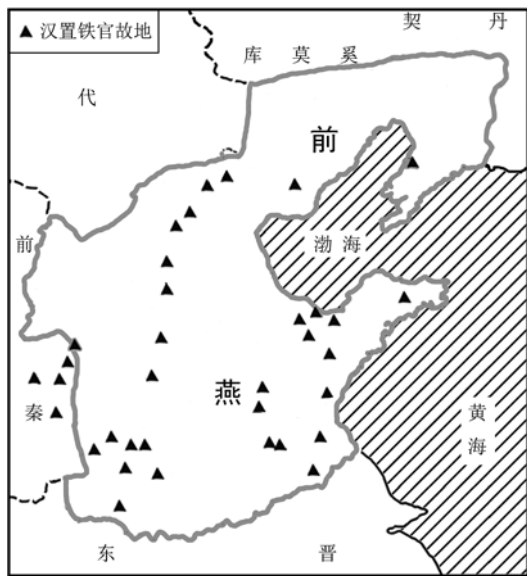 ▲ 汉置铁官故地
契 丹
库 莫 奚
代
前
渤海
前
燕
秦
黄海
东 晋